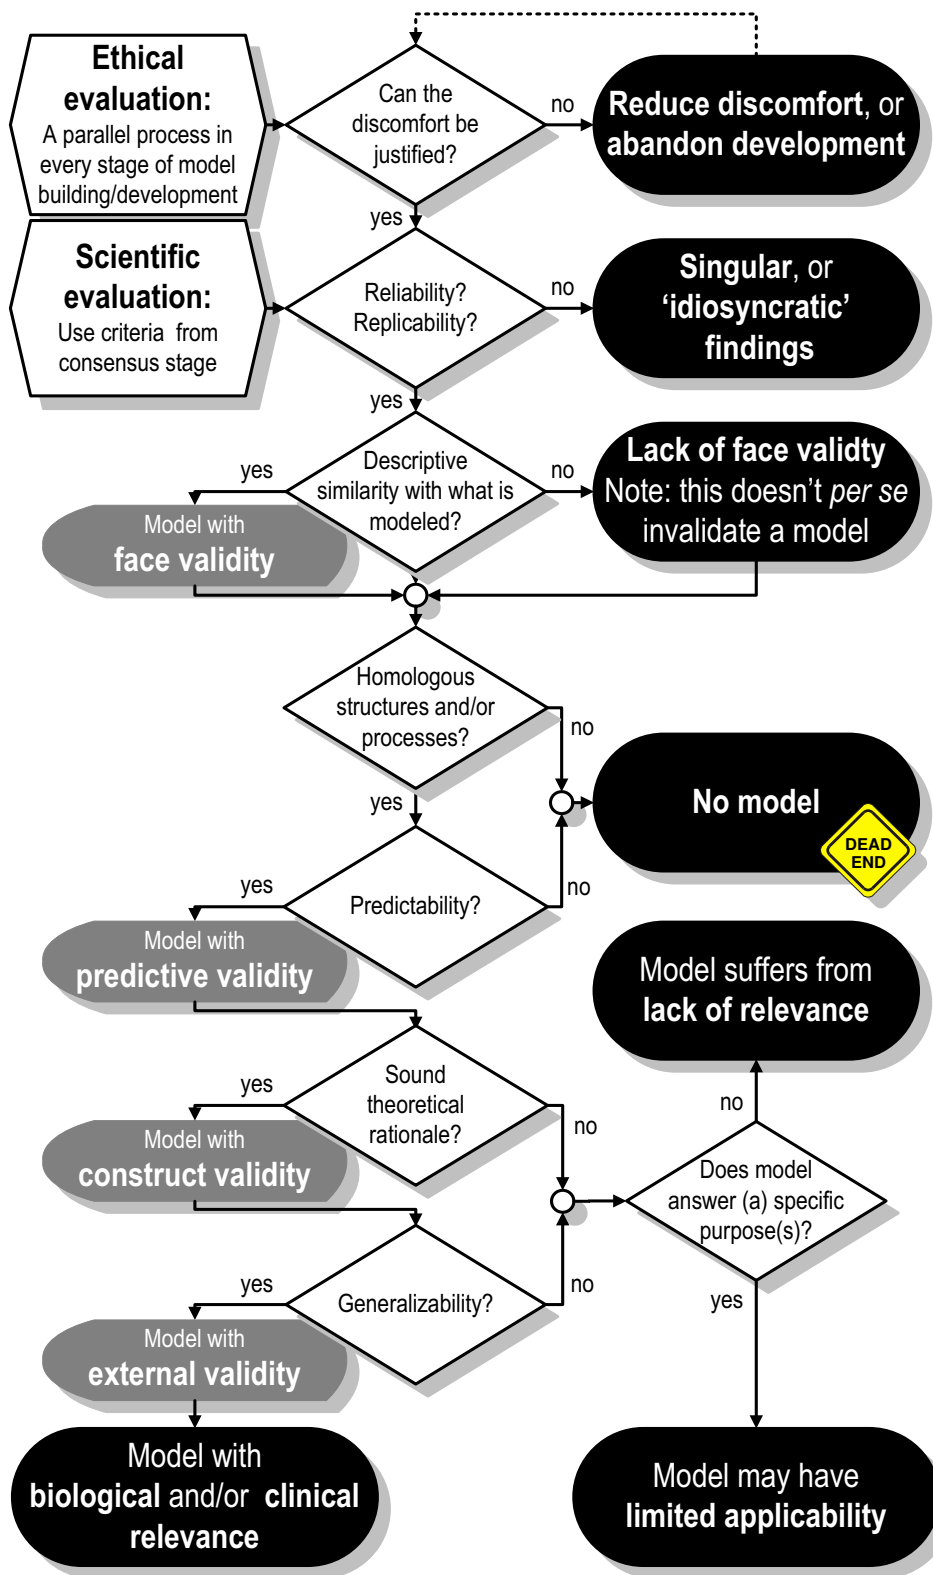 Ethical
evaluation:
A parallel process in
every stage of model
building/development
Can the
discomfort be
justified?
no
Reduce discomfort, or
abandon development
yes
Scientific
evaluation:
Use criteria from
consensus stage
Reliability?
Replicability?
no
Singular, or
‘idiosyncratic’
findings
yes
Descriptive
similarity with what is
modeled?
yes
no
Lack of face validty
Note: this doesn’t per se
invalidate a model
Model with
face validity
Homologous
structures and/or
processes?
no
yes
No model
DEAD
END
Predictability?
yes
no
Model with
predictive validity
Model suffers from
lack of relevance
Sound
theoretical
rationale?
yes
no
no
Model with
construct validity
Does model
answer (a) specific
purpose(s)?
Generalizability?
yes
no
yes
Model with
external validity
Model with
biological and/or clinical
relevance
Model may have
limited applicability